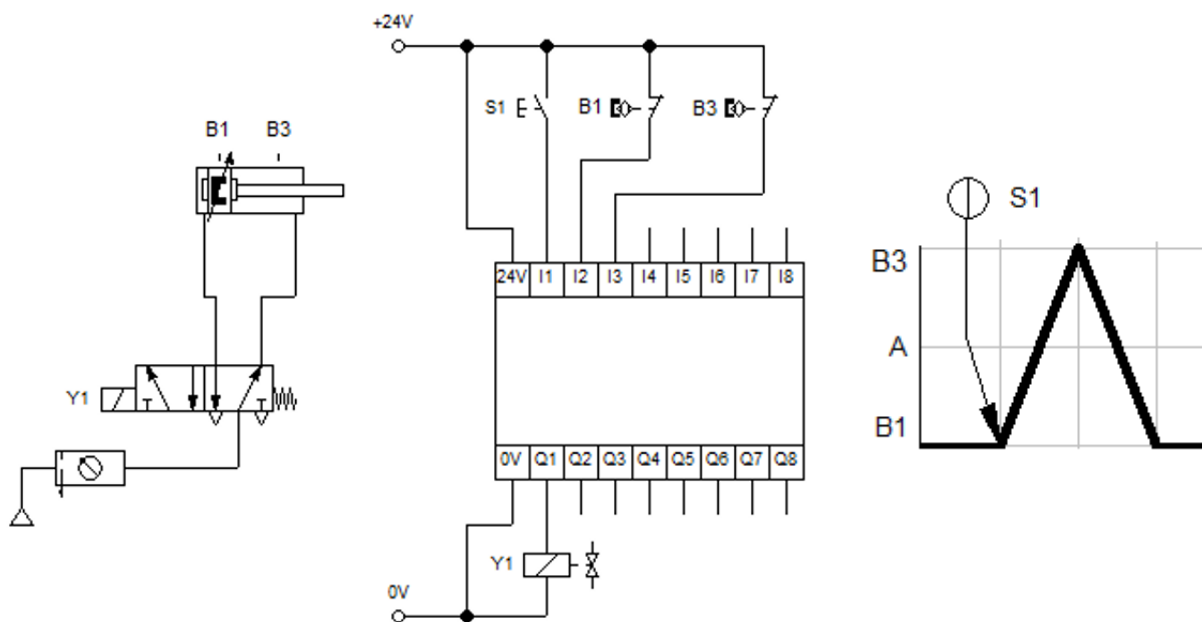 B1 B3
Y1
+24V
S1 B1 B3
24V I1 I2 I3 I4 I5 I6 I7 I8
0V Q1 Q2 Q3 Q4 Q5 Q6 Q7 Q8
Y1
0V
S1
B3
A
B1